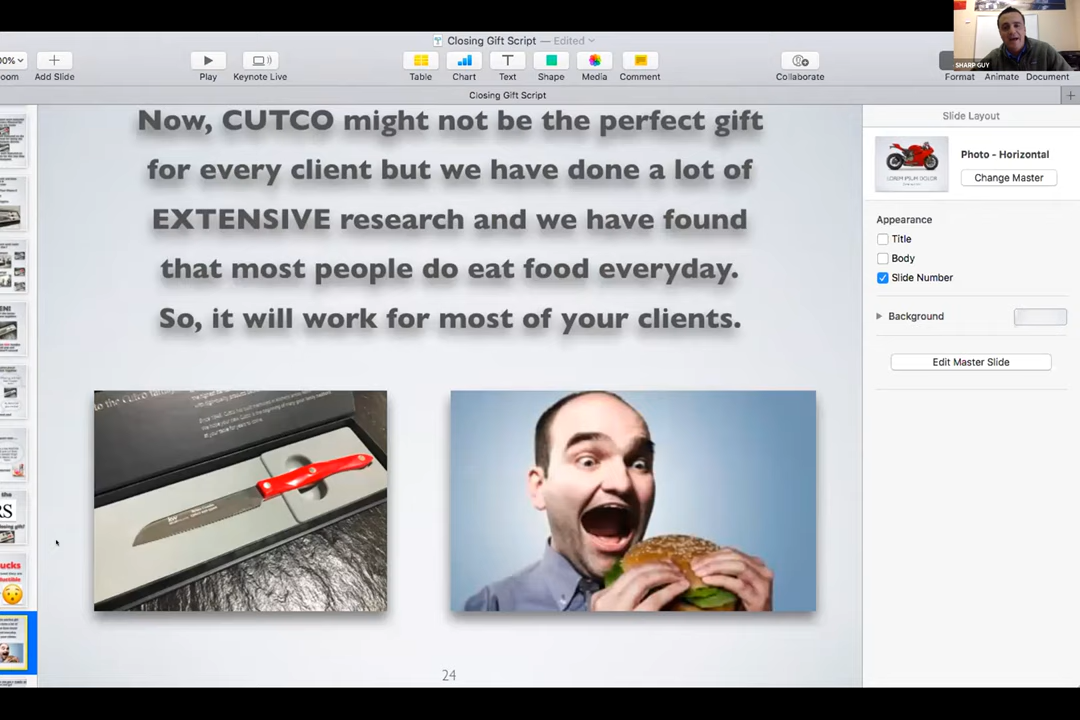 Closing Gift Script — Edited
SHARP GUY
Add Slide
Play
Keynote Live
Table
Chart
Text
Shape
Media
Comment
Collaborate
Format
Animate
Document
Closing Gift Script
Now, CUTCO might not be the perfect gift
for every client but we have done a lot of
EXTENSIVE research and we have found
that most people do eat food everyday.
So, it will work for most of your clients.
24
Slide Layout
LOREM IPSUM DOLOR
Photo - Horizontal
Change Master
Appearance
Title
Body
Slide Number
Background
Edit Master Slide